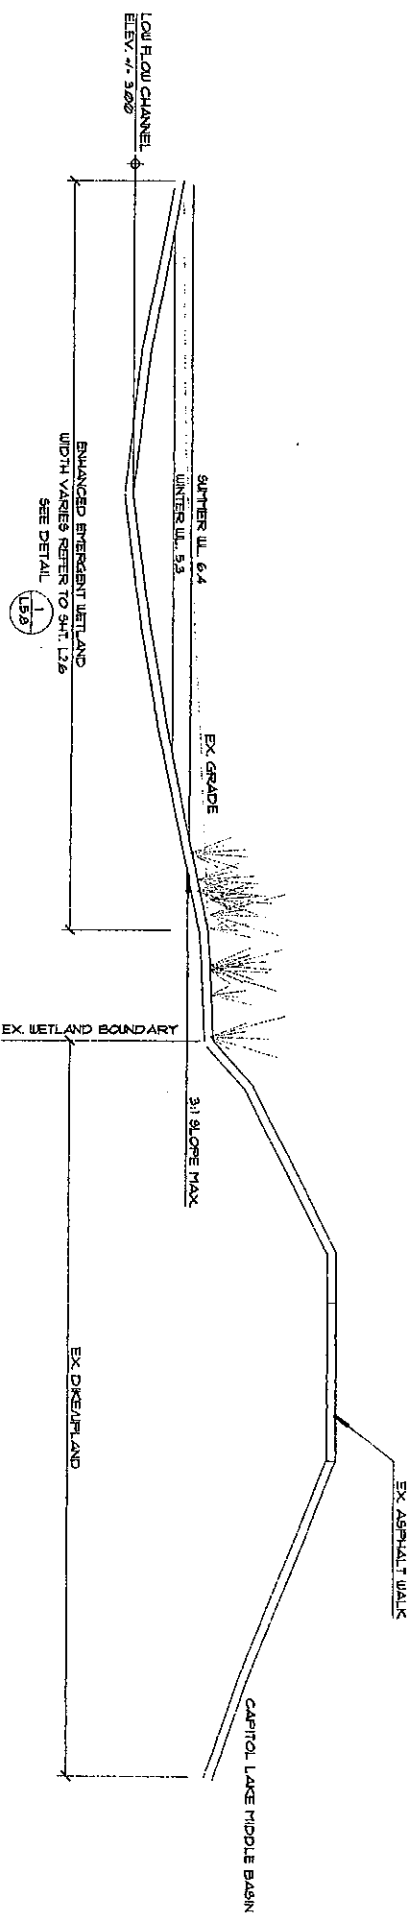 LOW FLOW CHANNEL
ELEV. +/- 3.00
SUMMER WL. 6.4
WINTER WL. 5.3
EX. GRADE
ENHANCED EMERGENT WETLAND
WIDTH VARIES REFER TO SHT. L2.6
SEE DETAIL
1
L5.8
EX. WETLAND BOUNDARY
3:1 SLOPE MAX.
EX. DIKE/UPLAND
EX. ASPHALT WALK
CAPITOL LAKE MIDDLE BASIN